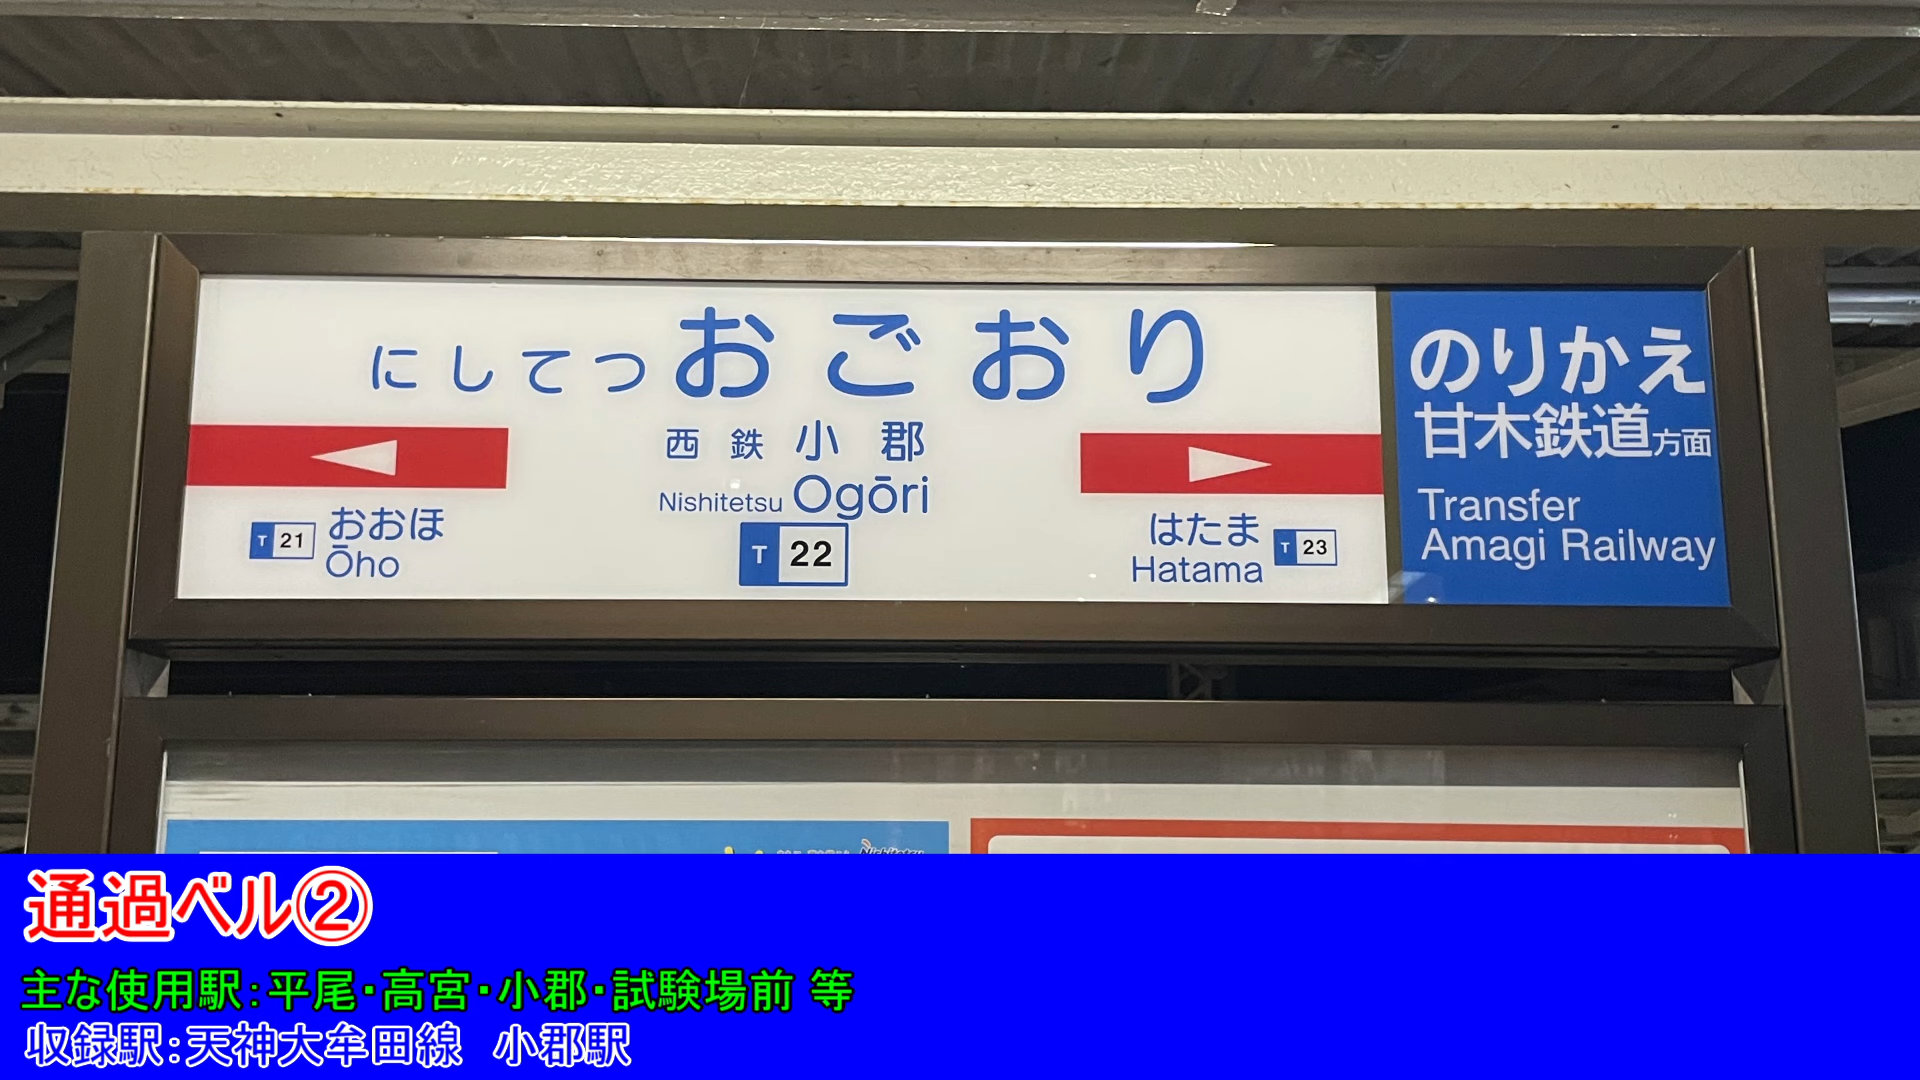 にしてつおごおり
西鉄小郡
Nishitetsu Ogōri
T 22
T 21 おおほ
Ōho
はたま T 23
Hatama
のりかえ
甘木鉄道方面
Transfer
Amagi Railway
通過ベル②
主な使用駅：平尾・高宮・小郡・試験場前 等
収録駅：天神大牟田線 小郡駅